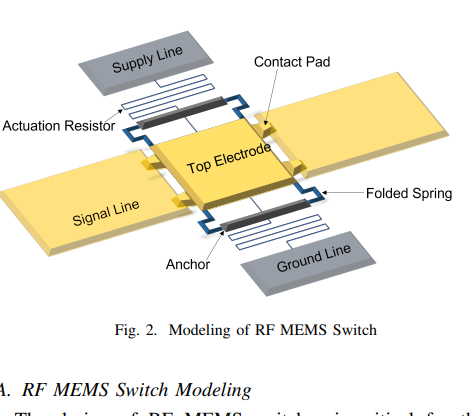 Supply Line
Contact Pad
Actuation Resistor
Top Electrode
Folded Spring
Signal Line
Anchor
Ground Line
Fig. 2. Modeling of RF MEMS Switch
A. RF MEMS Switch Modeling